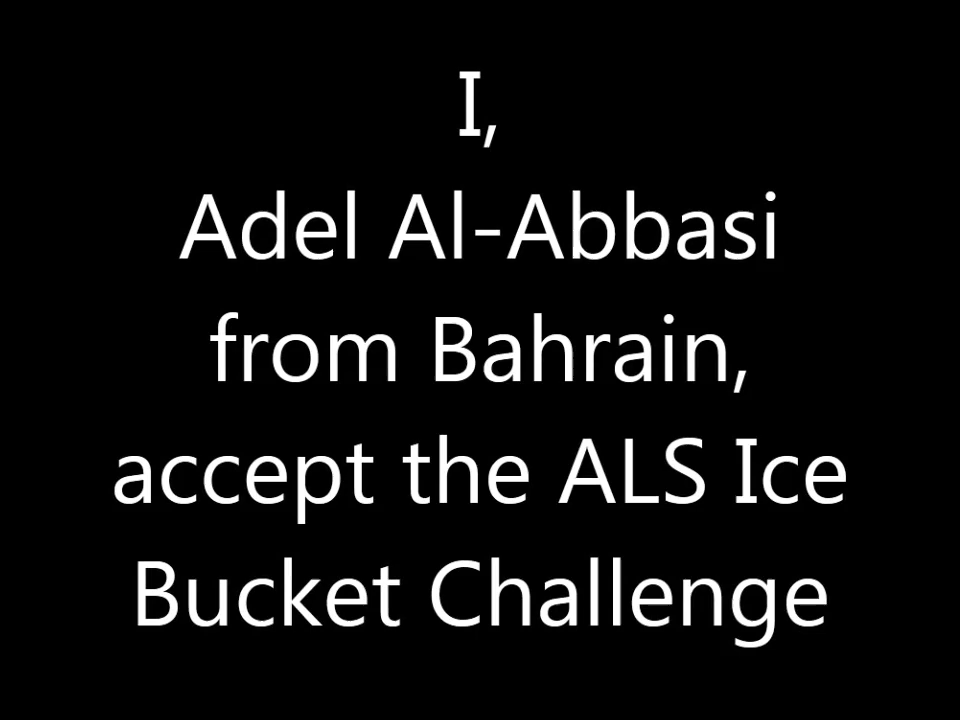 I,
Adel Al-Abbasi
from Bahrain,
accept the ALS Ice
Bucket Challenge